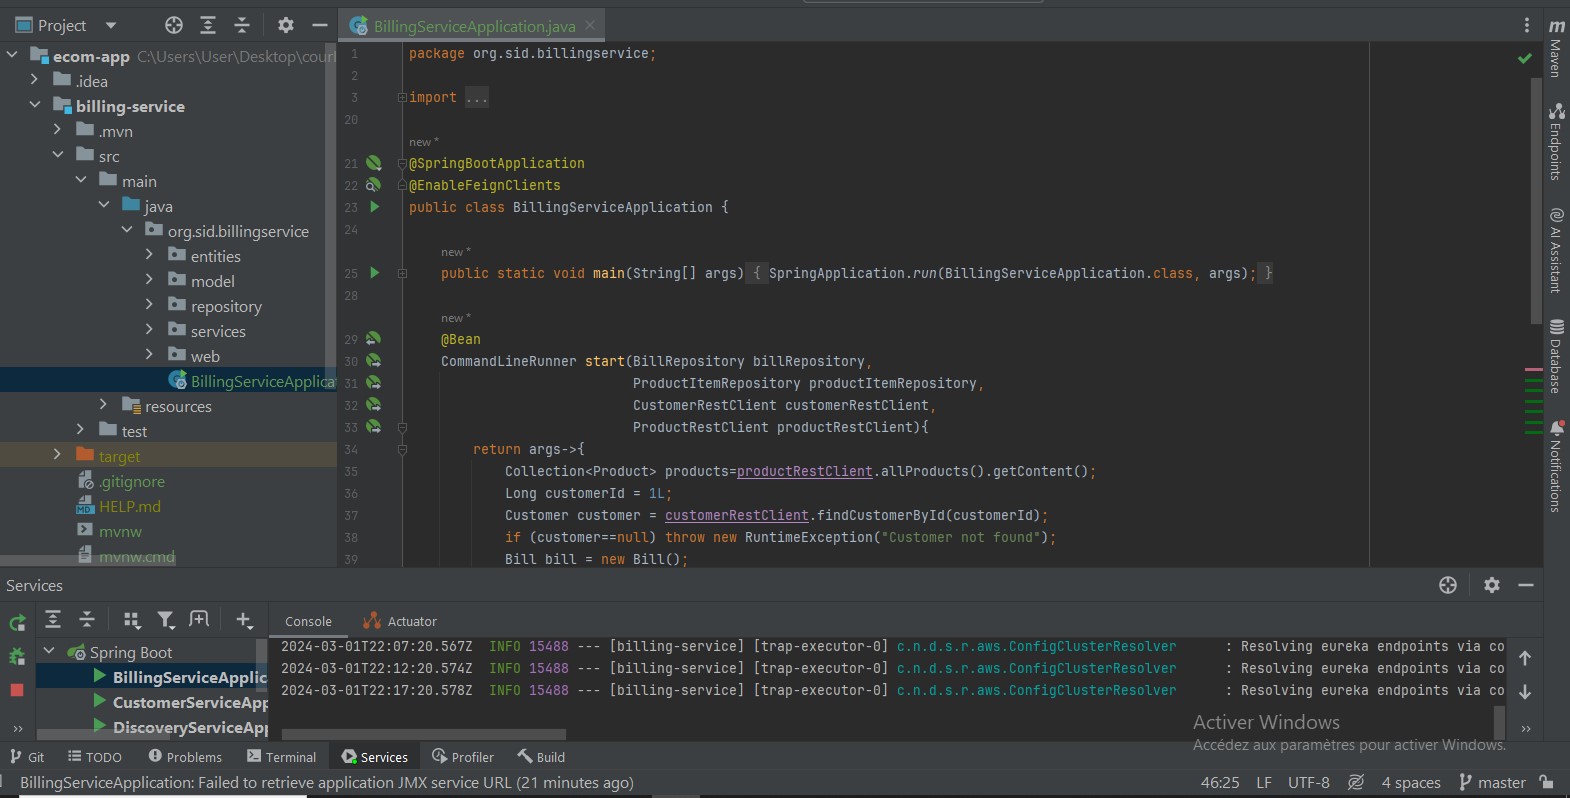 Project
BillingServiceApplication.java
ecom-app C:\Users\User\Desktop\cour
.idea
billing-service
.mvn
src
main
java
org.sid.billingservice
entities
model
repository
services
web
BillingServiceApplica
resources
test
target
.gitignore
HELP.md
mvnw
mvnw.cmd
1 package org.sid.billingservice;
2
3 import ...
20
new *
21 @SpringBootApplication
22 @EnableFeignClients
23 public class BillingServiceApplication {
24
new *
25 public static void main(String[] args) { SpringApplication.run(BillingServiceApplication.class, args); }
28
new *
29 @Bean
30 CommandLineRunner start(BillRepository billRepository,
31 ProductItemRepository productItemRepository,
32 CustomerRestClient customerRestClient,
33 ProductRestClient productRestClient){
34 return args->{
35 Collection<Product> products=productRestClient.allProducts().getContent();
36 Long customerId = 1L;
37 Customer customer = customerRestClient.findCustomerById(customerId);
38 if (customer==null) throw new RuntimeException("Customer not found");
39 Bill bill = new Bill();
m
Maven
Endpoints
AI Assistant
Database
Notifications
Services
Console
Actuator
Spring Boot
BillingServiceApplic
CustomerServiceApp
DiscoveryServiceApp
2024-03-01T22:07:20.567Z INFO 15488 --- [billing-service] [trap-executor-0] c.n.d.s.r.aws.ConfigClusterResolver : Resolving eureka endpoints via co
2024-03-01T22:12:20.574Z INFO 15488 --- [billing-service] [trap-executor-0] c.n.d.s.r.aws.ConfigClusterResolver : Resolving eureka endpoints via co
2024-03-01T22:17:20.578Z INFO 15488 --- [billing-service] [trap-executor-0] c.n.d.s.r.aws.ConfigClusterResolver : Resolving eureka endpoints via co
Activer Windows
Accédez aux paramètres pour activer Windows.
Git TODO Problems Terminal Services Profiler Build
BillingServiceApplication: Failed to retrieve application JMX service URL (21 minutes ago)
46:25 LF UTF-8 4 spaces master